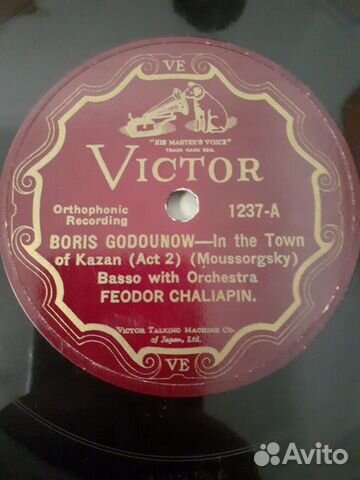 VE
"HIS MASTER'S VOICE"
TRADE MARK REG.
VICTOR
Orthophonic
Recording
1237-A
BORIS GODOUNOW—In the Town
of Kazan (Act 2) (Moussorgsky)
Basso with Orchestra
FEODOR CHALIAPIN.
VICTOR TALKING MACHINE CO.
of Japan, Ltd.
VE
Avito